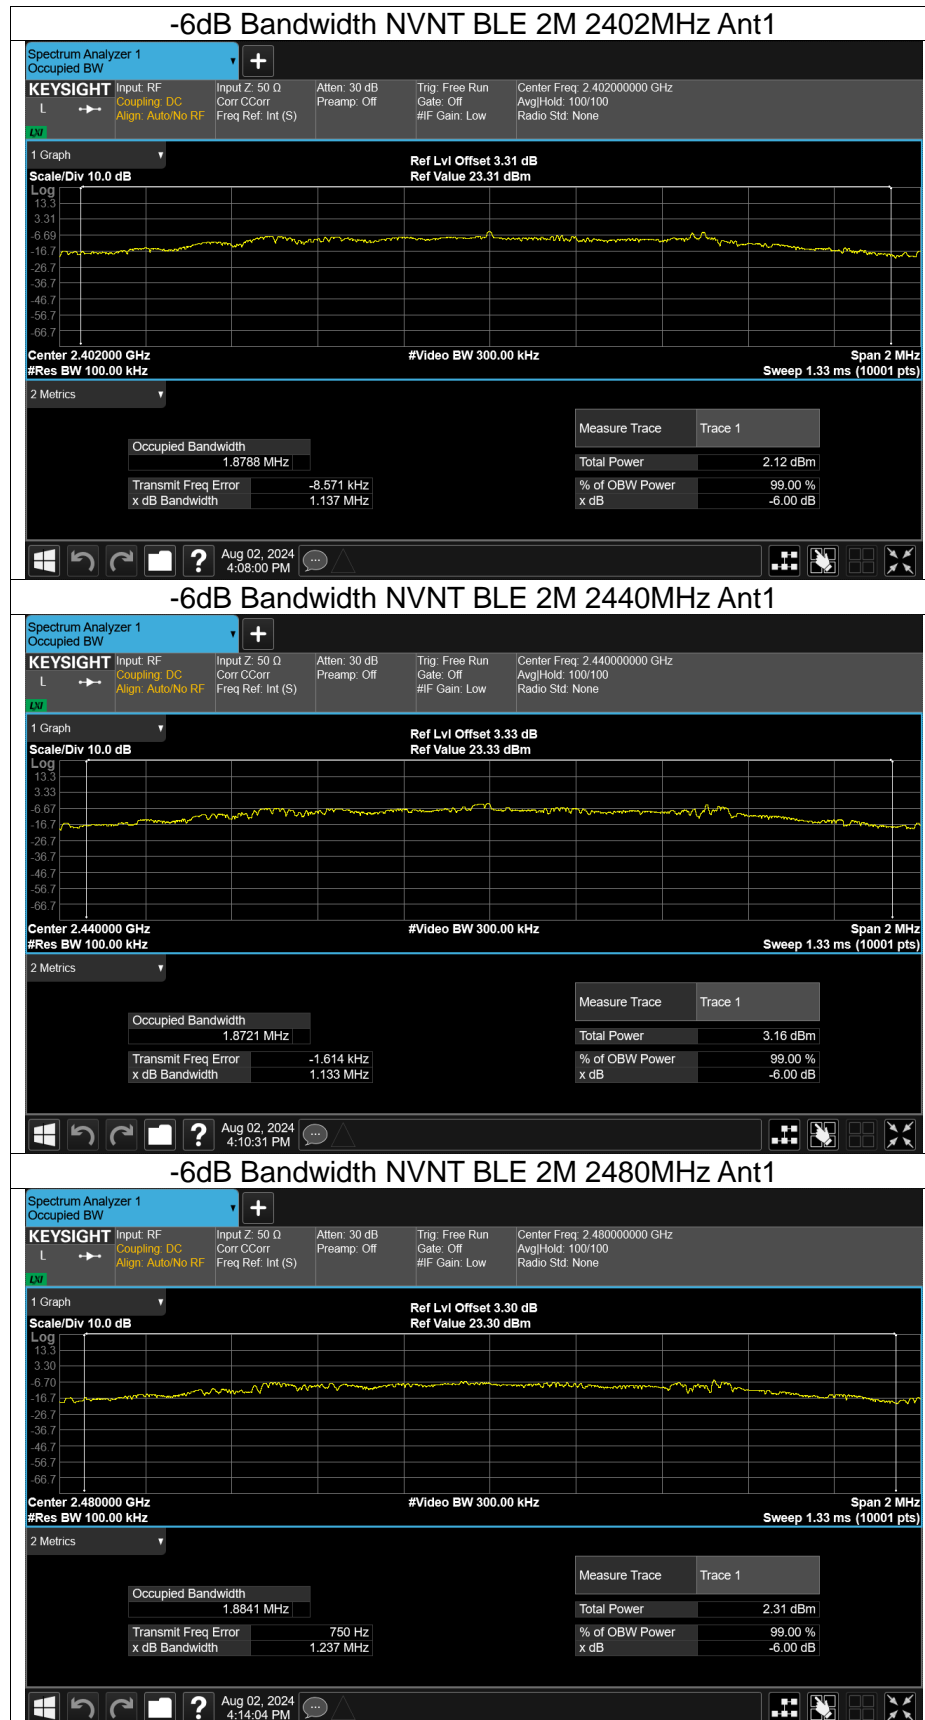 -6dB Bandwidth NVNT BLE 2M 2402MHz Ant1
Spectrum Analyzer 1
Occupied BW
KEYSIGHT
L
LXI
Input: RF
Coupling: DC
Align: Auto/No RF
Input Z: 50 Ω
Corr CCorr
Freq Ref: Int (S)
Atten: 30 dB
Preamp: Off
Trig: Free Run
Gate: Off
#IF Gain: Low
Center Freq: 2.402000000 GHz
Avg|Hold: 100/100
Radio Std: None
1 Graph
Scale/Div 10.0 dB
Ref Lvl Offset 3.31 dB
Ref Value 23.31 dBm
Log
13.3
3.31
-6.69
-16.7
-26.7
-36.7
-46.7
-56.7
-66.7
Center 2.402000 GHz
#Video BW 300.00 kHz
Span 2 MHz
#Res BW 100.00 kHz
Sweep 1.33 ms (10001 pts)
2 Metrics
Measure Trace Trace 1
Occupied Bandwidth
1.8788 MHz
Total Power 2.12 dBm
Transmit Freq Error -8.571 kHz
% of OBW Power 99.00 %
x dB Bandwidth 1.137 MHz
x dB -6.00 dB
?
Aug 02, 2024
4:08:00 PM
-6dB Bandwidth NVNT BLE 2M 2440MHz Ant1
Spectrum Analyzer 1
Occupied BW
KEYSIGHT
L
LXI
Input: RF
Coupling: DC
Align: Auto/No RF
Input Z: 50 Ω
Corr CCorr
Freq Ref: Int (S)
Atten: 30 dB
Preamp: Off
Trig: Free Run
Gate: Off
#IF Gain: Low
Center Freq: 2.440000000 GHz
Avg|Hold: 100/100
Radio Std: None
1 Graph
Scale/Div 10.0 dB
Ref Lvl Offset 3.33 dB
Ref Value 23.33 dBm
Log
13.3
3.33
-6.67
-16.7
-26.7
-36.7
-46.7
-56.7
-66.7
Center 2.440000 GHz
#Video BW 300.00 kHz
Span 2 MHz
#Res BW 100.00 kHz
Sweep 1.33 ms (10001 pts)
2 Metrics
Measure Trace Trace 1
Occupied Bandwidth
1.8721 MHz
Total Power 3.16 dBm
Transmit Freq Error -1.614 kHz
% of OBW Power 99.00 %
x dB Bandwidth 1.133 MHz
x dB -6.00 dB
?
Aug 02, 2024
4:10:31 PM
-6dB Bandwidth NVNT BLE 2M 2480MHz Ant1
Spectrum Analyzer 1
Occupied BW
KEYSIGHT
L
LXI
Input: RF
Coupling: DC
Align: Auto/No RF
Input Z: 50 Ω
Corr CCorr
Freq Ref: Int (S)
Atten: 30 dB
Preamp: Off
Trig: Free Run
Gate: Off
#IF Gain: Low
Center Freq: 2.480000000 GHz
Avg|Hold: 100/100
Radio Std: None
1 Graph
Scale/Div 10.0 dB
Ref Lvl Offset 3.30 dB
Ref Value 23.30 dBm
Log
13.3
3.30
-6.70
-16.7
-26.7
-36.7
-46.7
-56.7
-66.7
Center 2.480000 GHz
#Video BW 300.00 kHz
Span 2 MHz
#Res BW 100.00 kHz
Sweep 1.33 ms (10001 pts)
2 Metrics
Measure Trace Trace 1
Occupied Bandwidth
1.8841 MHz
Total Power 2.31 dBm
Transmit Freq Error 750 Hz
% of OBW Power 99.00 %
x dB Bandwidth 1.237 MHz
x dB -6.00 dB
?
Aug 02, 2024
4:14:04 PM